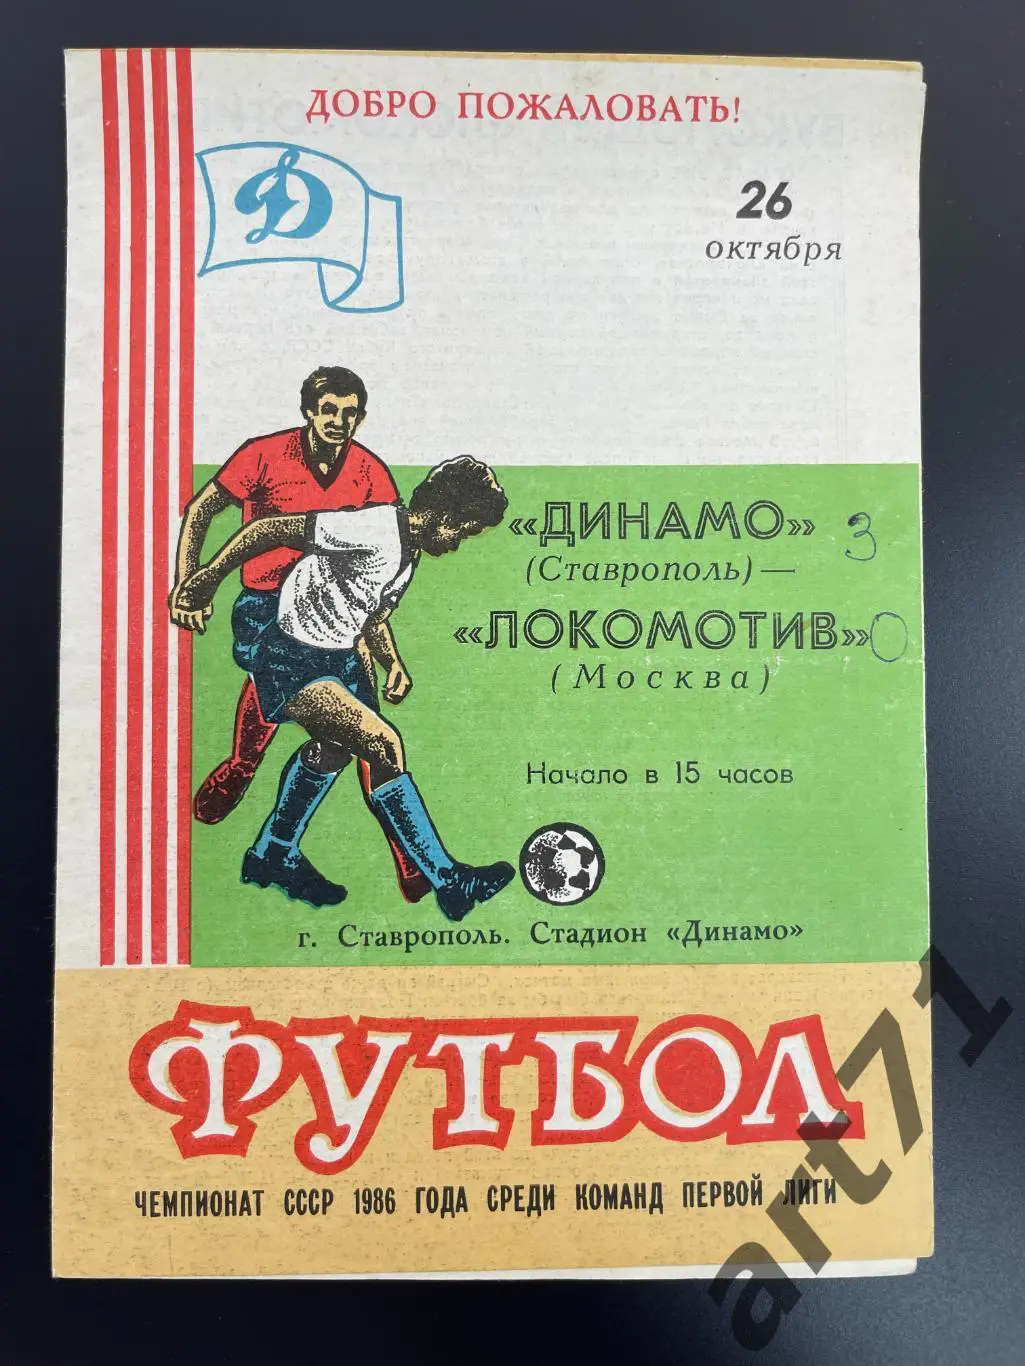 ДОБРО ПОЖАЛОВАТЬ!
Д
26
октября
«ДИНАМО» 3
(Ставрополь) —
«ЛОКОМОТИВ» 0
(Москва)
Начало в 15 часов
г. Ставрополь. Стадион «Динамо»
ФУТБОЛ
ЧЕМПИОНАТ СССР 1986 ГОДА СРЕДИ КОМАНД ПЕРВОЙ ЛИГИ
art71